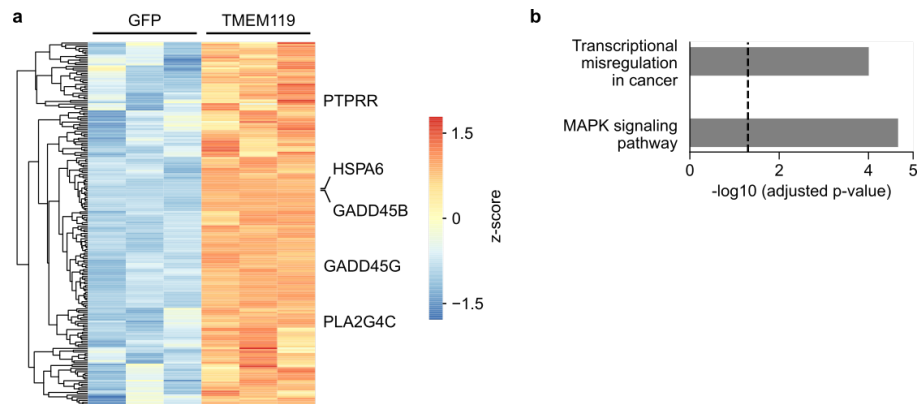 a
GFP TMEM119
PTPRR
HSPA6
GADD45B
GADD45G
PLA2G4C
1.5
0
−1.5
z-score
b
Transcriptional
misregulation
in cancer
MAPK signaling
pathway
0 2 4 5
-log10 (adjusted p-value)